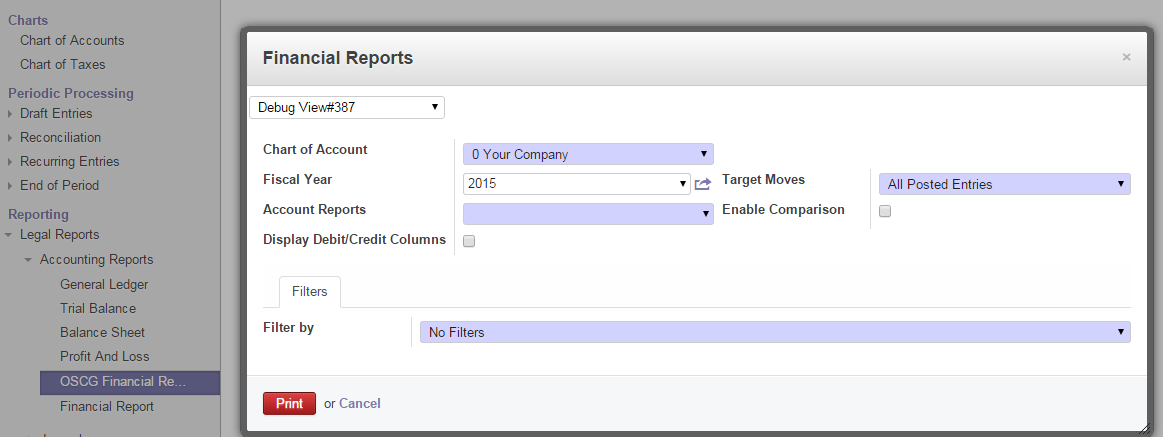 Charts
Chart of Accounts
Chart of Taxes
Periodic Processing
Draft Entries
Reconciliation
Recurring Entries
End of Period
Reporting
Legal Reports
Accounting Reports
General Ledger
Trial Balance
Balance Sheet
Profit And Loss
OSCG Financial Re...
Financial Report
Financial Reports
×
Debug View#387
Chart of Account 0 Your Company
Fiscal Year 2015 Target Moves All Posted Entries
Account Reports Enable Comparison
Display Debit/Credit Columns
Filters
Filter by No Filters
Print or Cancel